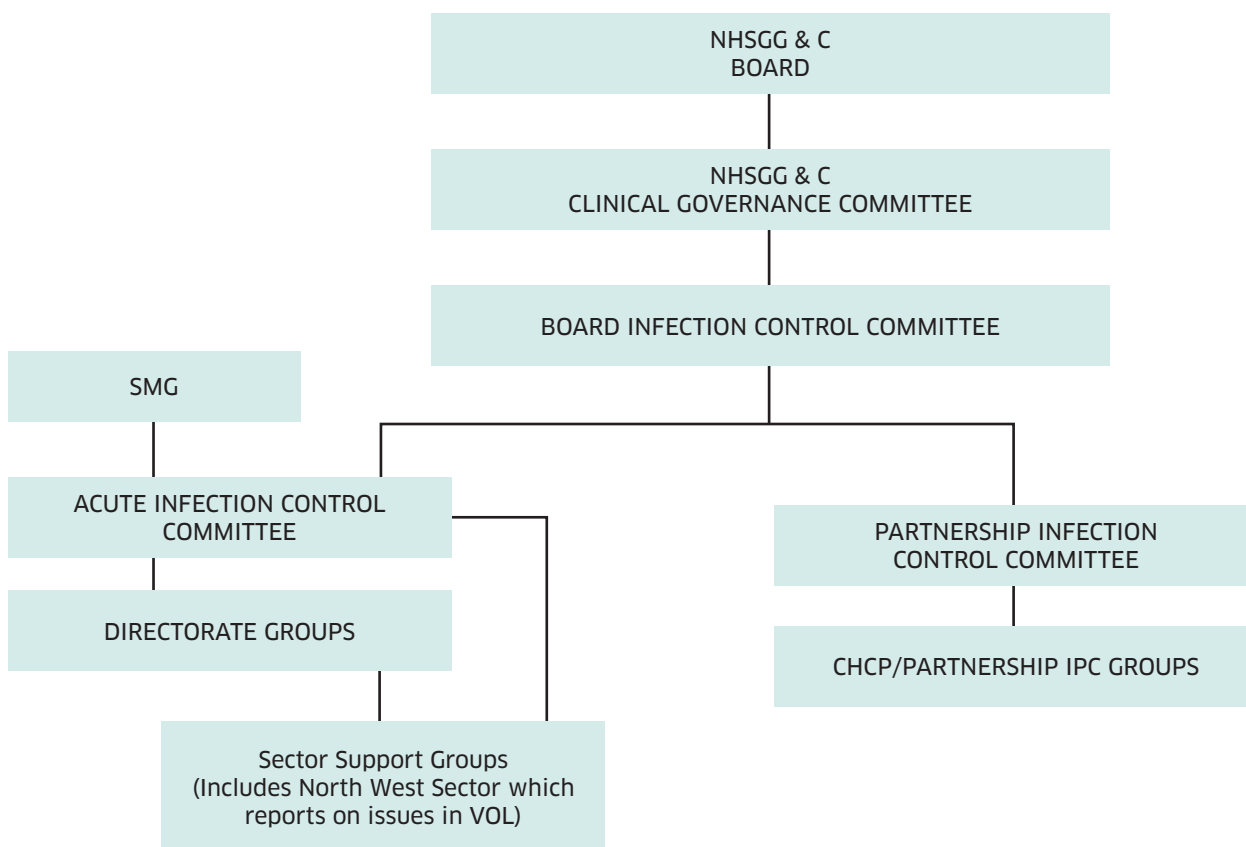 NHSGG & C
BOARD
NHSGG & C
CLINICAL GOVERNANCE COMMITTEE
BOARD INFECTION CONTROL COMMITTEE
SMG
ACUTE INFECTION CONTROL
COMMITTEE
PARTNERSHIP INFECTION
CONTROL COMMITTEE
DIRECTORATE GROUPS
CHCP/PARTNERSHIP IPC GROUPS
Sector Support Groups
(Includes North West Sector which
reports on issues in VOL)